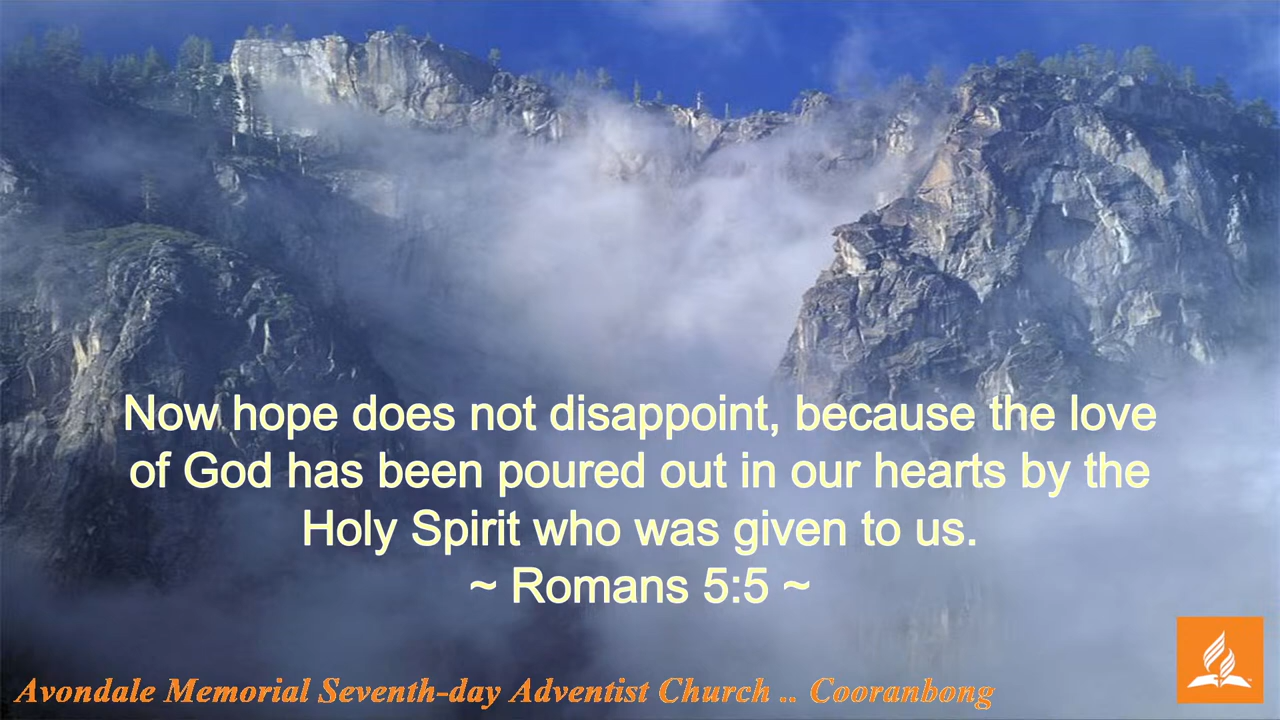 Now hope does not disappoint, because the love
of God has been poured out in our hearts by the
Holy Spirit who was given to us.
~ Romans 5:5 ~
Avondale Memorial Seventh-day Adventist Church .. Cooranbong